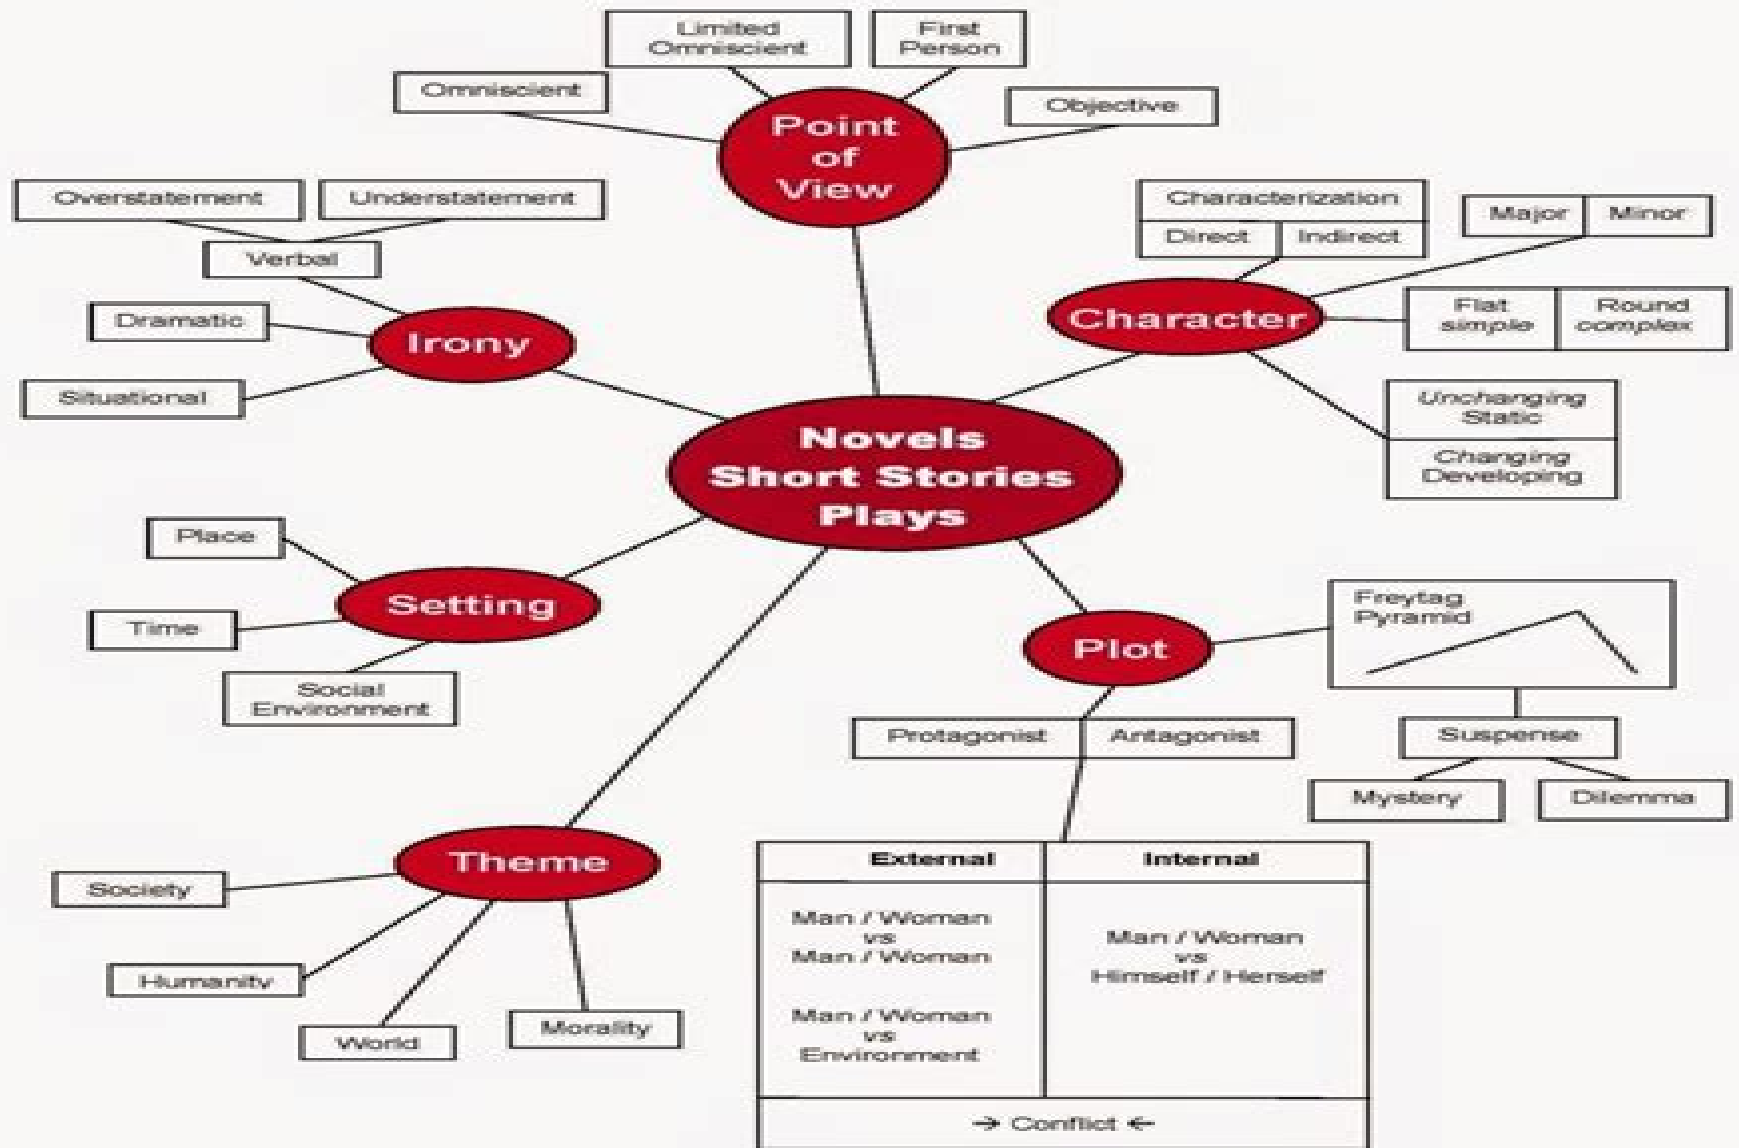 Limited
Omniscient
First
Person
Omniscient
Objective
Point
of
View
Overstatement
Understatement
Verbal
Dramatic
Situational
Irony
Characterization
Direct
Indirect
Major
Minor
Character
Flat
simple
Round
complex
Unchanging
Static
Changing
Developing
Novels
Short Stories
Plays
Place
Time
Social
Environment
Setting
Plot
Freytag
Pyramid
Protagonist
Antagonist
Suspense
Mystery
Dilemma
Theme
Society
Humanity
World
Morality
External
Internal
Man / Woman
vs
Man / Woman
Man / Woman
vs
Environment
Man / Woman
vs
Himself / Herself
→ Conflict ←